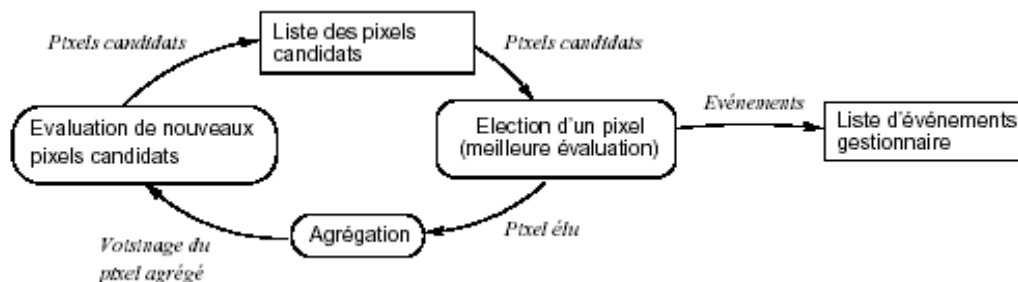 Pixels candidats
Liste des pixels
candidats
Pixels candidats
Evaluation de nouveaux
pixels candidats
Election d'un pixel
(meilleure évaluation)
Evénements
Liste d'événements
gestionnaire
Agrégation
Pixel élu
Voisinage du
pixel agrégé